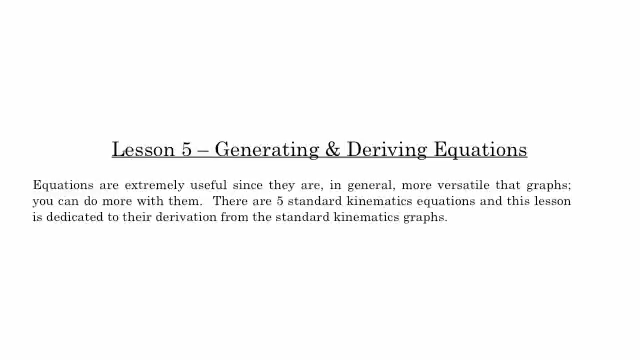 Lesson 5 – Generating & Deriving Equations
Equations are extremely useful since they are, in general, more versatile that graphs;
you can do more with them.  There are 5 standard kinematics equations and this lesson
is dedicated to their derivation from the standard kinematics graphs.